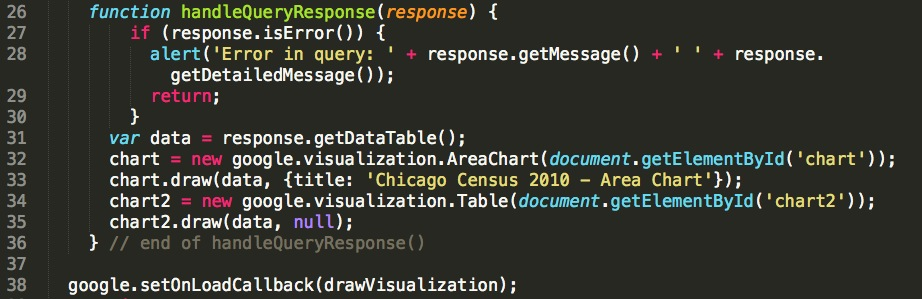 26 function handleQueryResponse(response) {
27 if (response.isError()) {
28 alert('Error in query: ' + response.getMessage() + ' ' + response.
getDetailedMessage());
29 return;
30 }
31 var data = response.getDataTable();
32 chart = new google.visualization.AreaChart(document.getElementById('chart'));
33 chart.draw(data, {title: 'Chicago Census 2010 – Area Chart'});
34 chart2 = new google.visualization.Table(document.getElementById('chart2'));
35 chart2.draw(data, null);
36 } // end of handleQueryResponse()
37
38 google.setOnLoadCallback(drawVisualization);